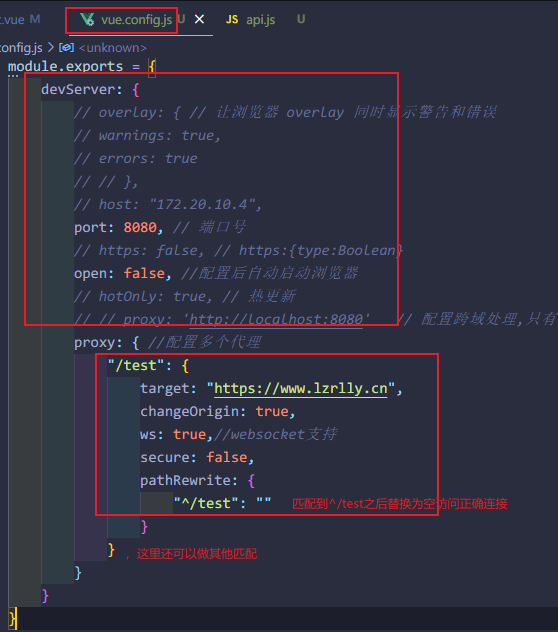 .vue M vue.config.js U × JS api.js U
config.js > <unknown>
module.exports = {
devServer: {
// overlay: { // 让浏览器 overlay 同时显示警告和错误
// warnings: true,
// errors: true
// // },
// host: "172.20.10.4",
port: 8080, // 端口号
// https: false, // https:{type:Boolean}
open: false, //配置后自动启动浏览器
// hotOnly: true, // 热更新
// // proxy: 'http://localhost:8080' // 配置跨域处理,只有
proxy: { //配置多个代理
"/test": {
target: "https://www.lzrlly.cn",
changeOrigin: true,
ws: true,//websocket支持
secure: false,
pathRewrite: {
"^/test": "" 匹配到^/test之后替换为空访问正确连接
}
} ，这里还可以做其他匹配
}
}
}